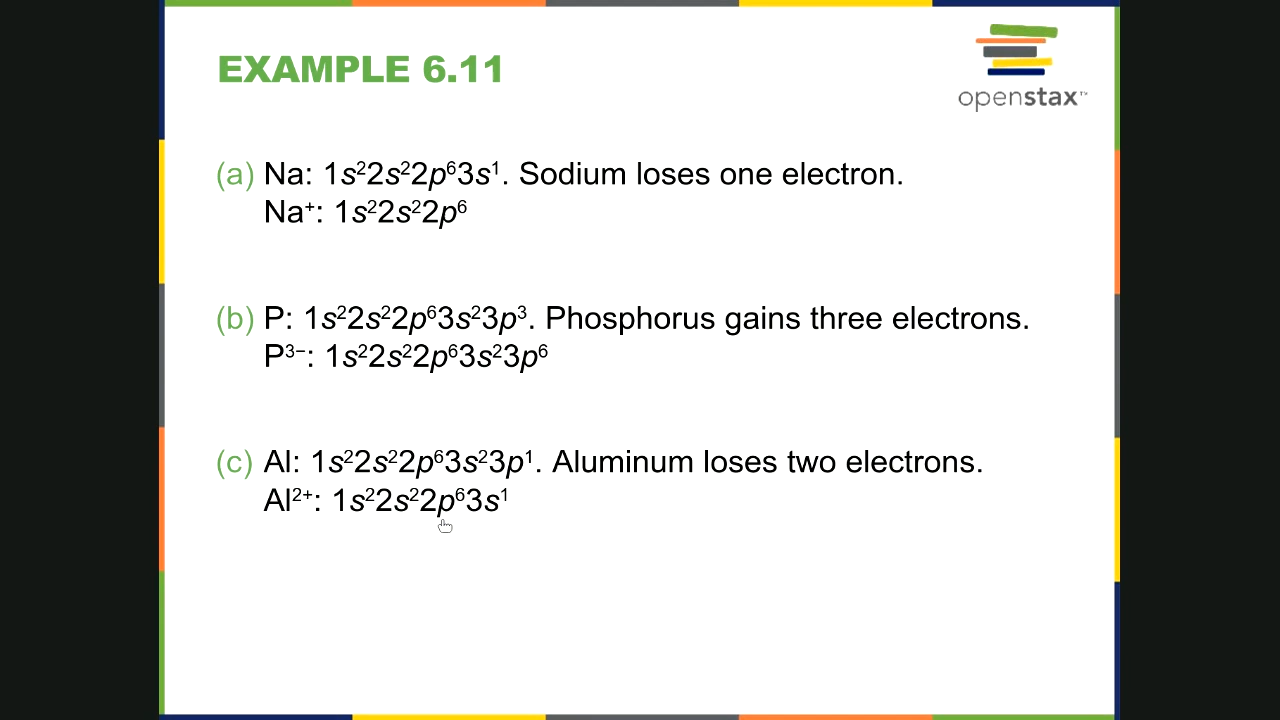 EXAMPLE 6.11
openstax™
(a) Na: 1s²2s²2p⁶3s¹. Sodium loses one electron.
Na⁺: 1s²2s²2p⁶
(b) P: 1s²2s²2p⁶3s²3p³. Phosphorus gains three electrons.
P³⁻: 1s²2s²2p⁶3s²3p⁶
(c) Al: 1s²2s²2p⁶3s²3p¹. Aluminum loses two electrons.
Al²⁺: 1s²2s²2p⁶3s¹